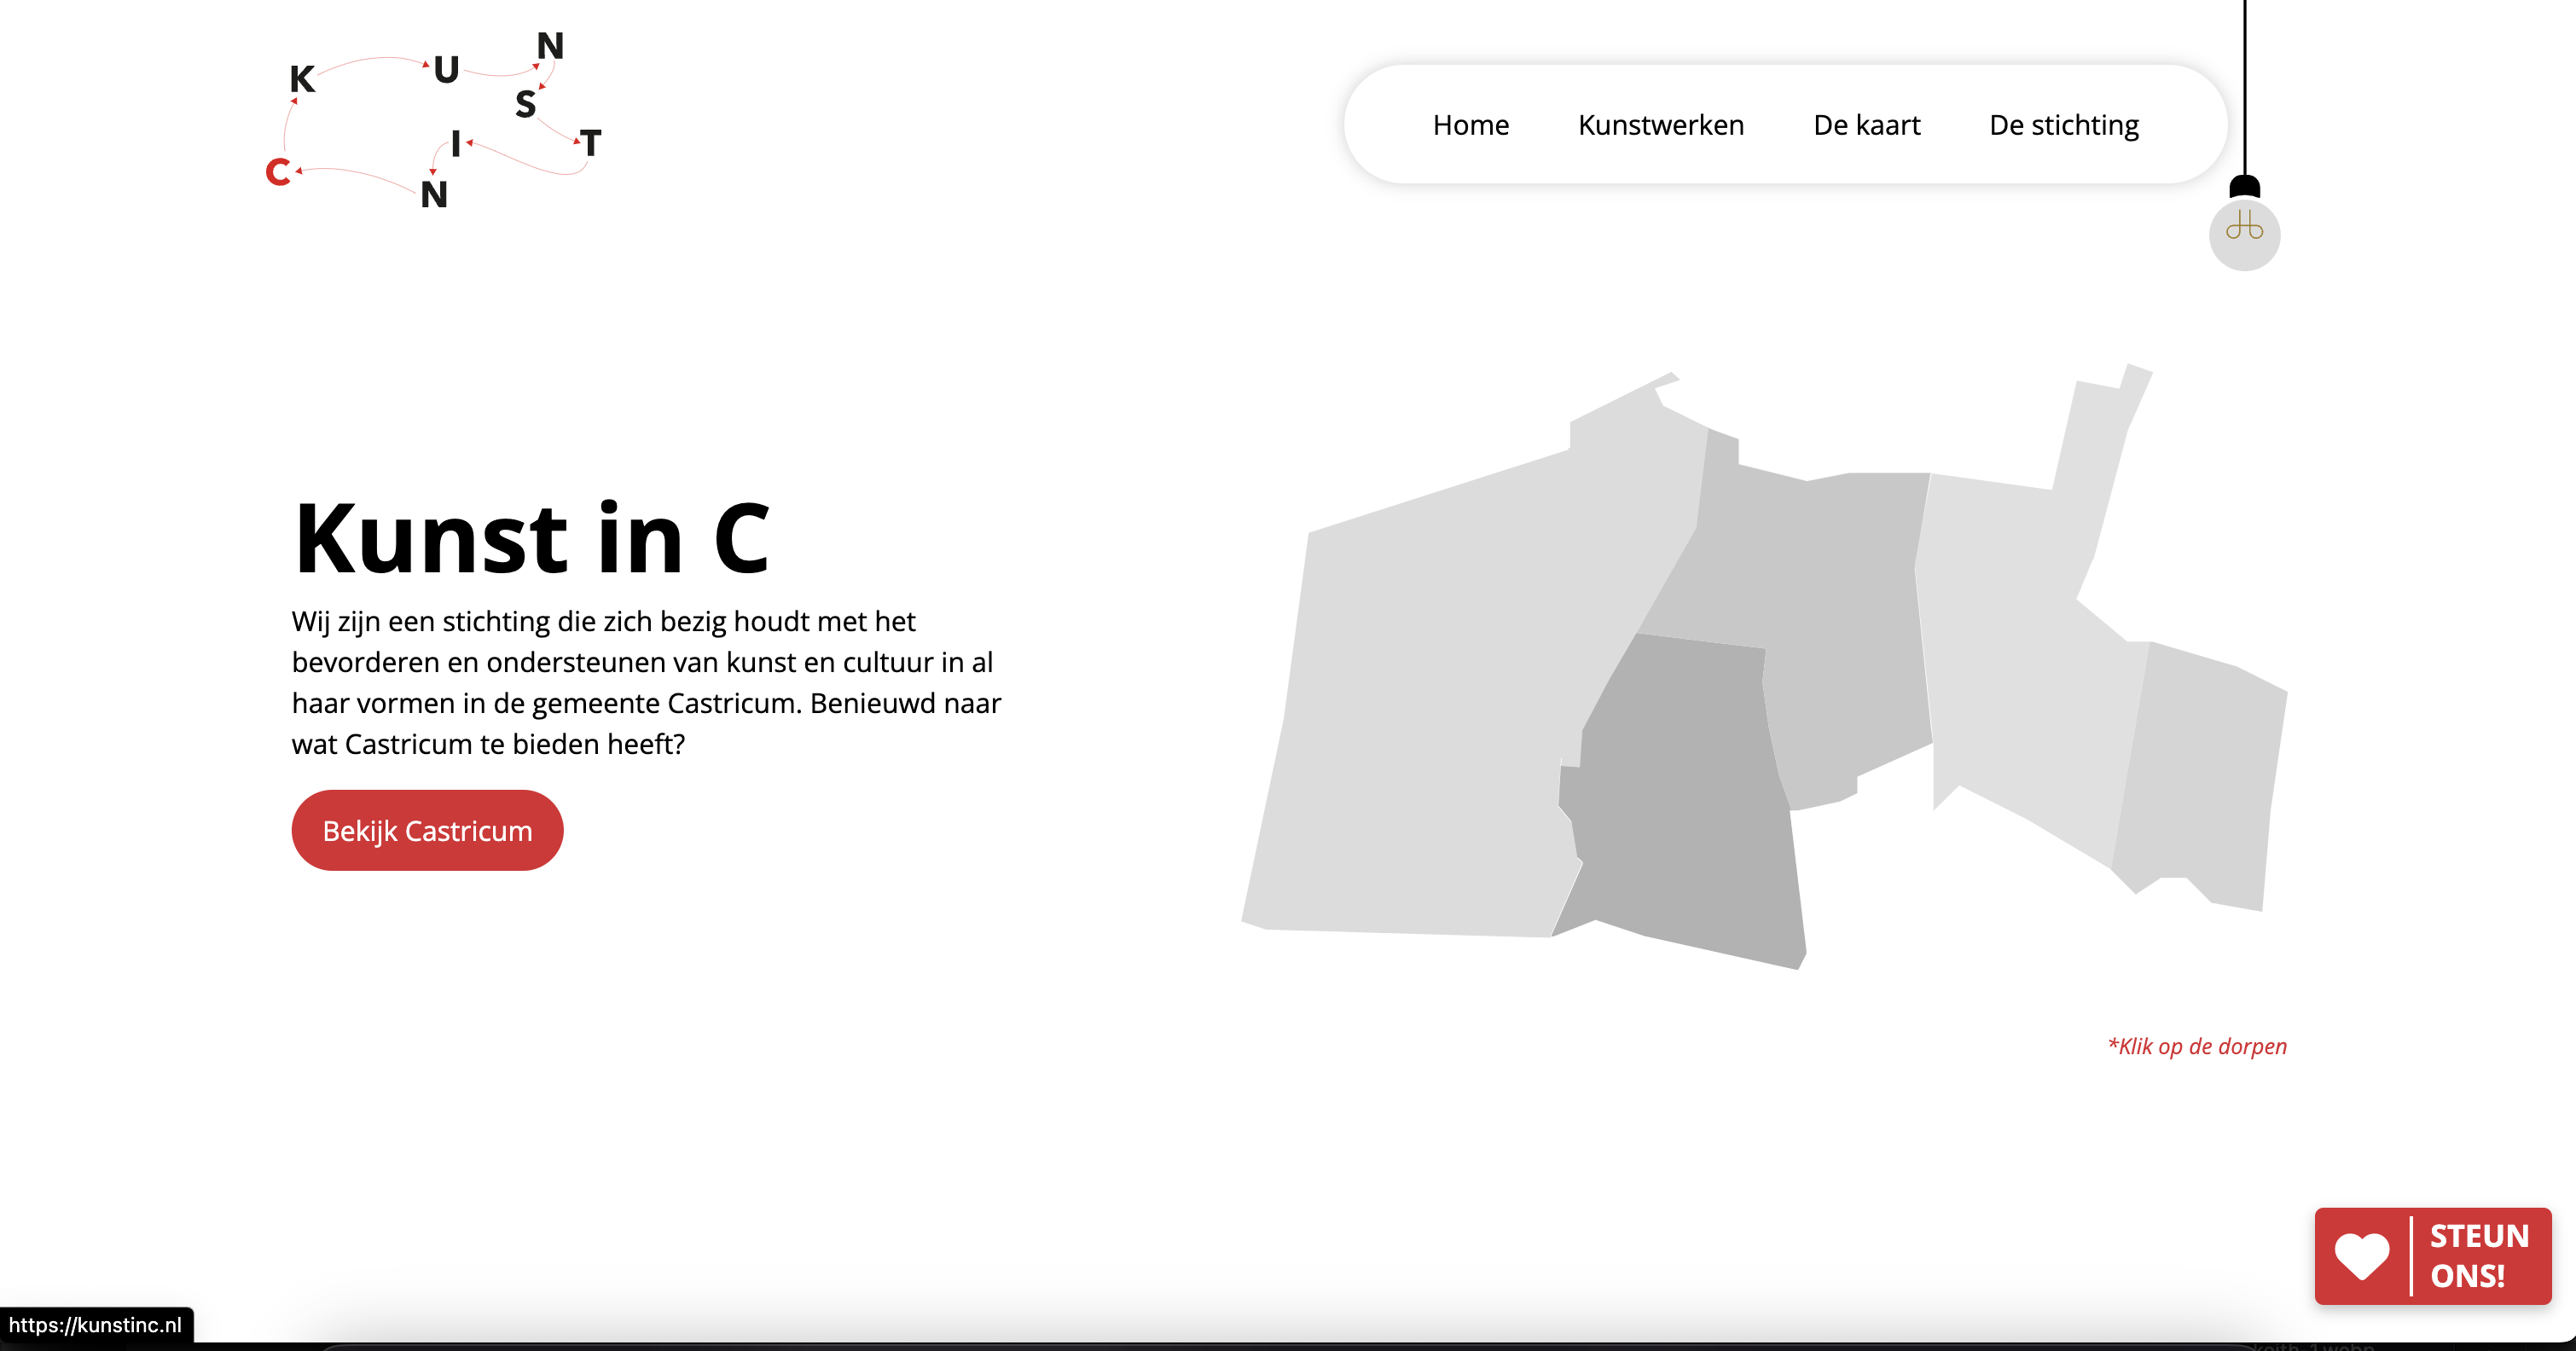 K U N S T I N C
Home
Kunstwerken
De kaart
De stichting
Kunst in C
Wij zijn een stichting die zich bezig houdt met het
bevorderen en ondersteunen van kunst en cultuur in al
haar vormen in de gemeente Castricum. Benieuwd naar
wat Castricum te bieden heeft?
Bekijk Castricum
*Klik op de dorpen
STEUN
ONS!
https://kunstinc.nl